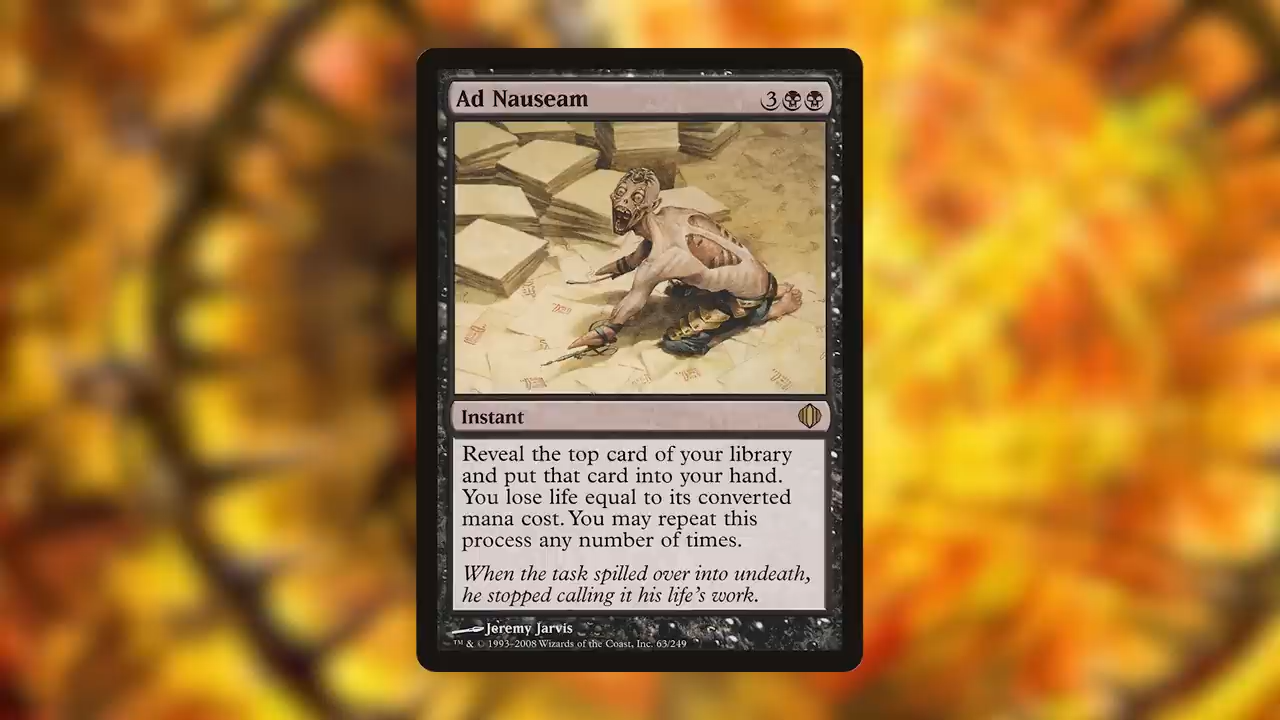 Ad Nauseam 3
Instant
Reveal the top card of your library
and put that card into your hand.
You lose life equal to its converted
mana cost. You may repeat this
process any number of times.
When the task spilled over into undeath,
he stopped calling it his life's work.
Jeremy Jarvis
™ & © 1993–2008 Wizards of the Coast, Inc. 63/249